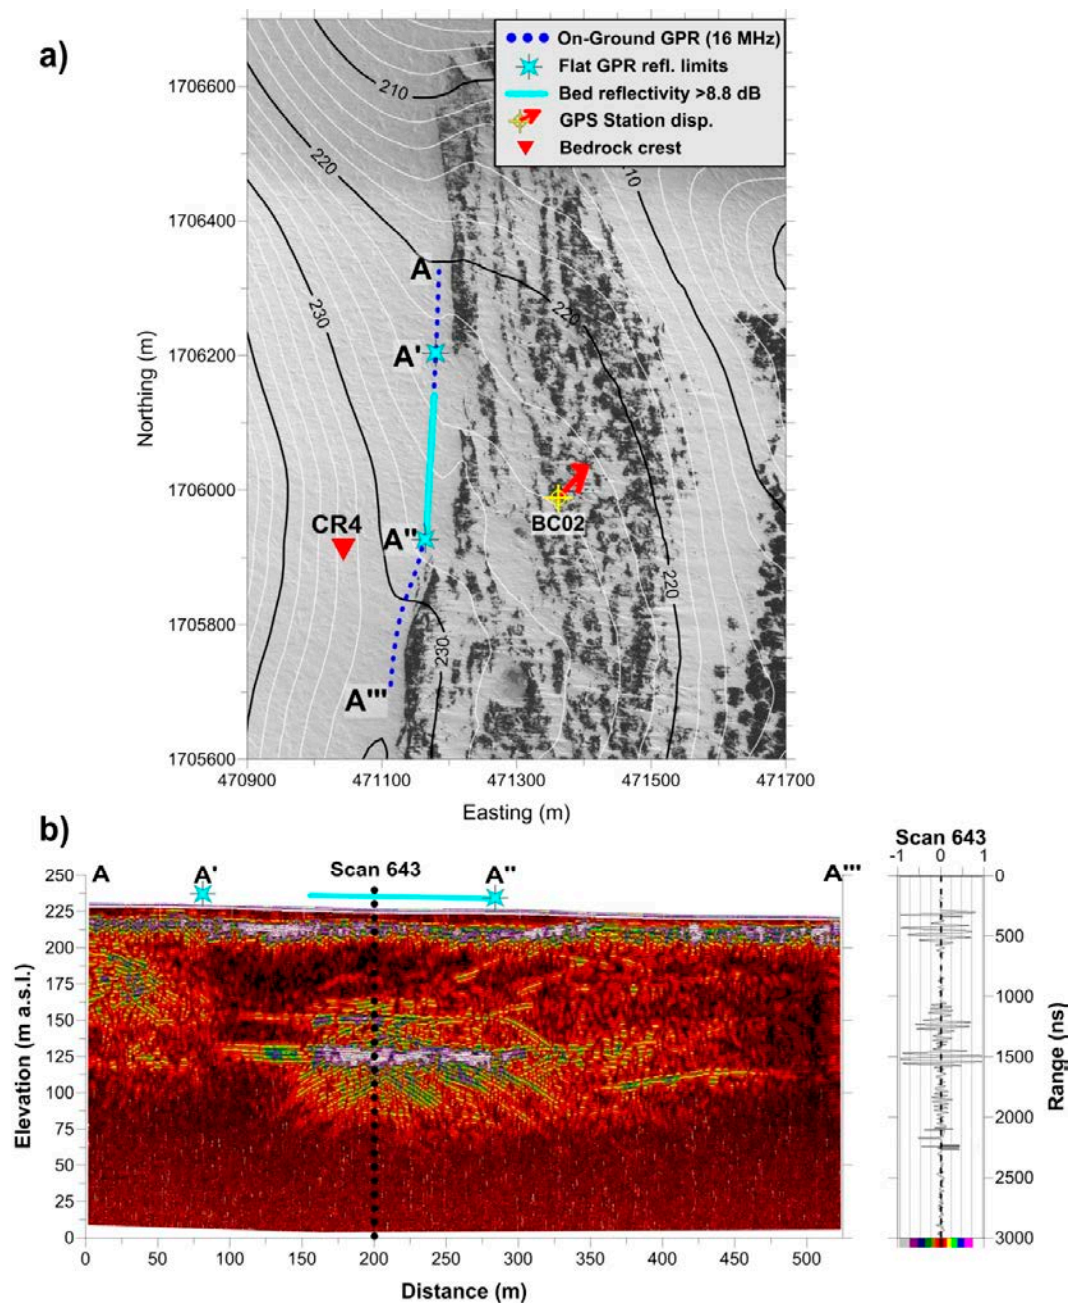 a)
On-Ground GPR (16 MHz)
Flat GPR refl. limits
Bed reflectivity >8.8 dB
GPS Station disp.
Bedrock crest
1706600
1706400
1706200
1706000
1705800
1705600
Northing (m)
210
220
230
10
220
220
230
A
A'
A''
A'''
CR4
BC02
470900
471100
471300
471500
471700
Easting (m)
b)
A
A'
Scan 643
A''
A'''
250
225
200
175
150
125
100
75
50
25
0
Elevation (m a.s.l.)
0
50
100
150
200
250
300
350
400
450
500
Distance (m)
Scan 643
-1 0 1
0
500
1000
1500
2000
2500
3000
Range (ns)